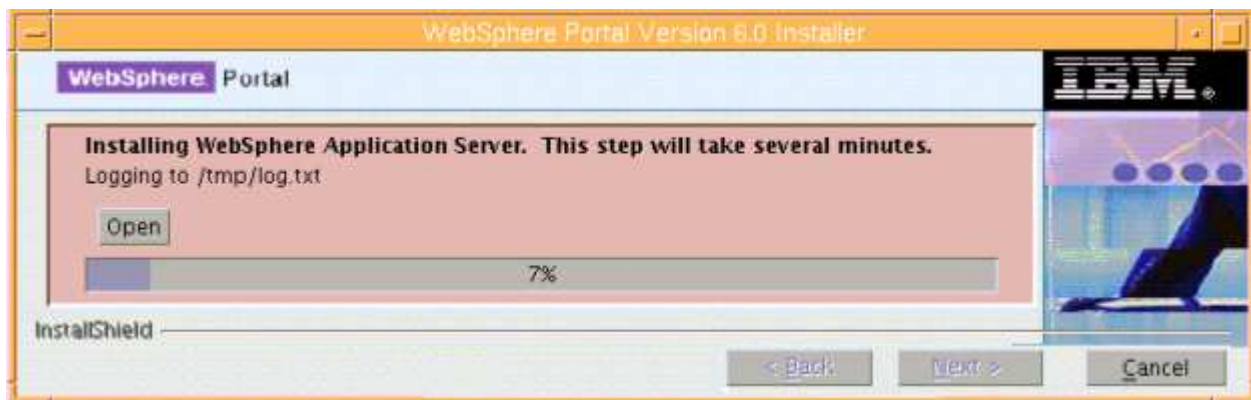 WebSphere Portal Version 6.0 Installer
WebSphere. Portal
IBM®
Installing WebSphere Application Server. This step will take several minutes.
Logging to /tmp/log.txt
Open
7%
InstallShield
< Back Next > Cancel